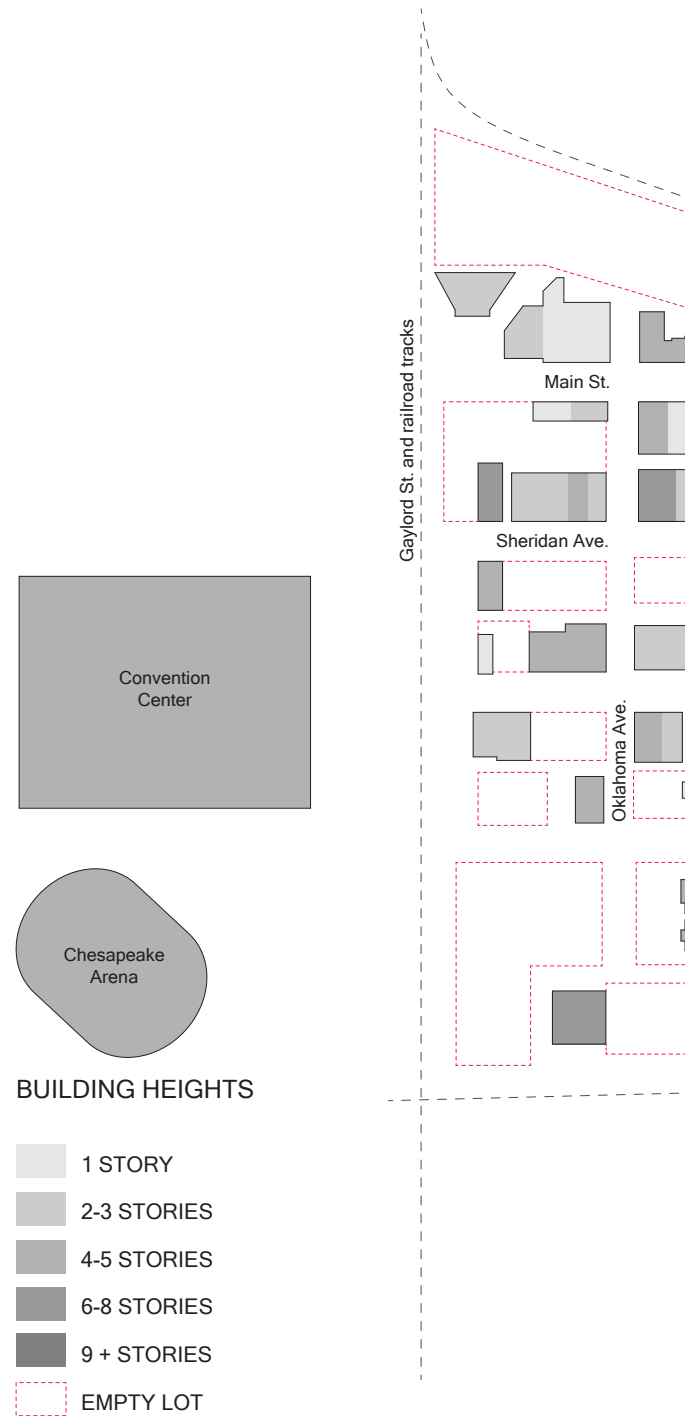 Gaylord St. and railroad tracks
Main St.
Sheridan Ave.
Convention
Center
Oklahoma Ave.
Chesapeake
Arena
BUILDING HEIGHTS
1 STORY
2-3 STORIES
4-5 STORIES
6-8 STORIES
9 + STORIES
EMPTY LOT